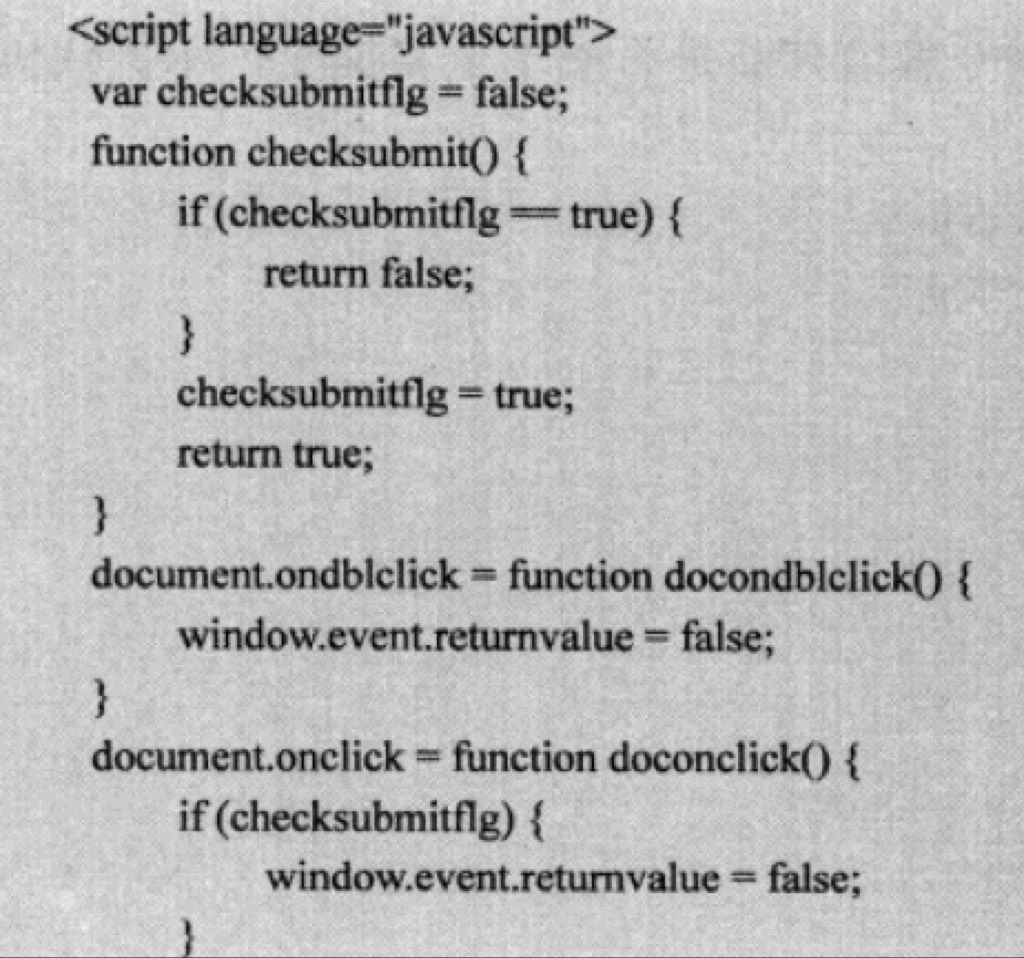 <script language="javascript">
var checksubmitflg = false;
function checksubmit() {
if (checksubmitflg == true) {
return false;
}
checksubmitflg = true;
return true;
}
document.ondblclick = function docondblclick() {
window.event.returnvalue = false;
}
document.onclick = function doconclick() {
if (checksubmitflg) {
window.event.returnvalue = false;
}